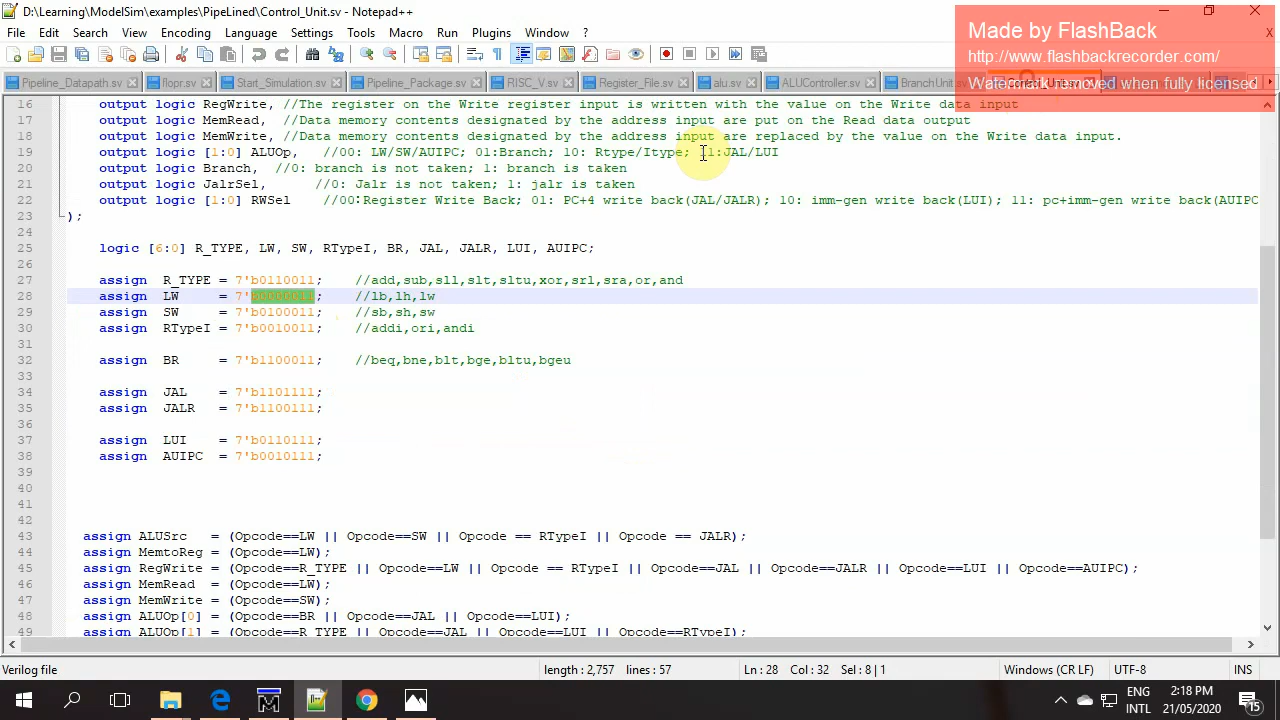 D:\Learning\ModelSim\examples\PipeLined\Control_Unit.sv - Notepad++
File Edit Search View Encoding Language Settings Tools Macro Run Plugins Window ? X
Made by FlashBack
http://www.flashbackrecorder.com/
Watermark removed when fully licensed
Pipeline_Datapath.sv flopr.sv Start_Simulation.sv Pipeline_Package.sv RISC_V.sv Register_File.sv alu.sv ALUController.sv BranchUnit.sv
16 output logic RegWrite, //The register on the Write register input is written with the value on the Write data input
17 output logic MemRead, //Data memory contents designated by the address input are put on the Read data output
18 output logic MemWrite, //Data memory contents designated by the address input are replaced by the value on the Write data input.
19 output logic [1:0] ALUOp, //00: LW/SW/AUIPC; 01:Branch; 10: Rtype/Itype; 11:JAL/LUI
20 output logic Branch, //0: branch is not taken; 1: branch is taken
21 output logic JalrSel, //0: Jalr is not taken; 1: jalr is taken
22 output logic [1:0] RWSel //00:Register Write Back; 01: PC+4 write back(JAL/JALR); 10: imm-gen write back(LUI); 11: pc+imm-gen write back(AUIPC
23 );
24
25 logic [6:0] R_TYPE, LW, SW, RTypeI, BR, JAL, JALR, LUI, AUIPC;
26
27 assign R_TYPE = 7'b0110011; //add,sub,sll,slt,sltu,xor,srl,sra,or,and
28 assign LW = 7'b0000011; //lb,lh,lw
29 assign SW = 7'b0100011; //sb,sh,sw
30 assign RTypeI = 7'b0010011; //addi,ori,andi
31
32 assign BR = 7'b1100011; //beq,bne,blt,bge,bltu,bgeu
33
34 assign JAL = 7'b1101111;
35 assign JALR = 7'b1100111;
36
37 assign LUI = 7'b0110111;
38 assign AUIPC = 7'b0010111;
39
40
41
42
43 assign ALUSrc = (Opcode==LW || Opcode==SW || Opcode == RTypeI || Opcode == JALR);
44 assign MemtoReg = (Opcode==LW);
45 assign RegWrite = (Opcode==R_TYPE || Opcode==LW || Opcode == RTypeI || Opcode==JAL || Opcode==JALR || Opcode==LUI || Opcode==AUIPC);
46 assign MemRead = (Opcode==LW);
47 assign MemWrite = (Opcode==SW);
48 assign ALUOp[0] = (Opcode==BR || Opcode==JAL || Opcode==LUI);
49 assign ALUOp[1] = (Opcode==R_TYPE || Opcode==JAL || Opcode==LUI || Opcode==RTypeI);
Verilog file length : 2,757 lines : 57 Ln : 28 Col : 32 Sel : 8 | 1 Windows (CR LF) UTF-8 INS
ENG 2:18 PM
INTL 21/05/2020 15